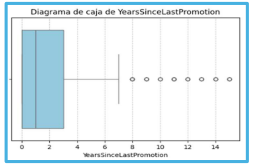 Diagrama de caja de YearsSinceLastPromotion
0 2 4 6 8 10 12 14
YearsSinceLastPromotion